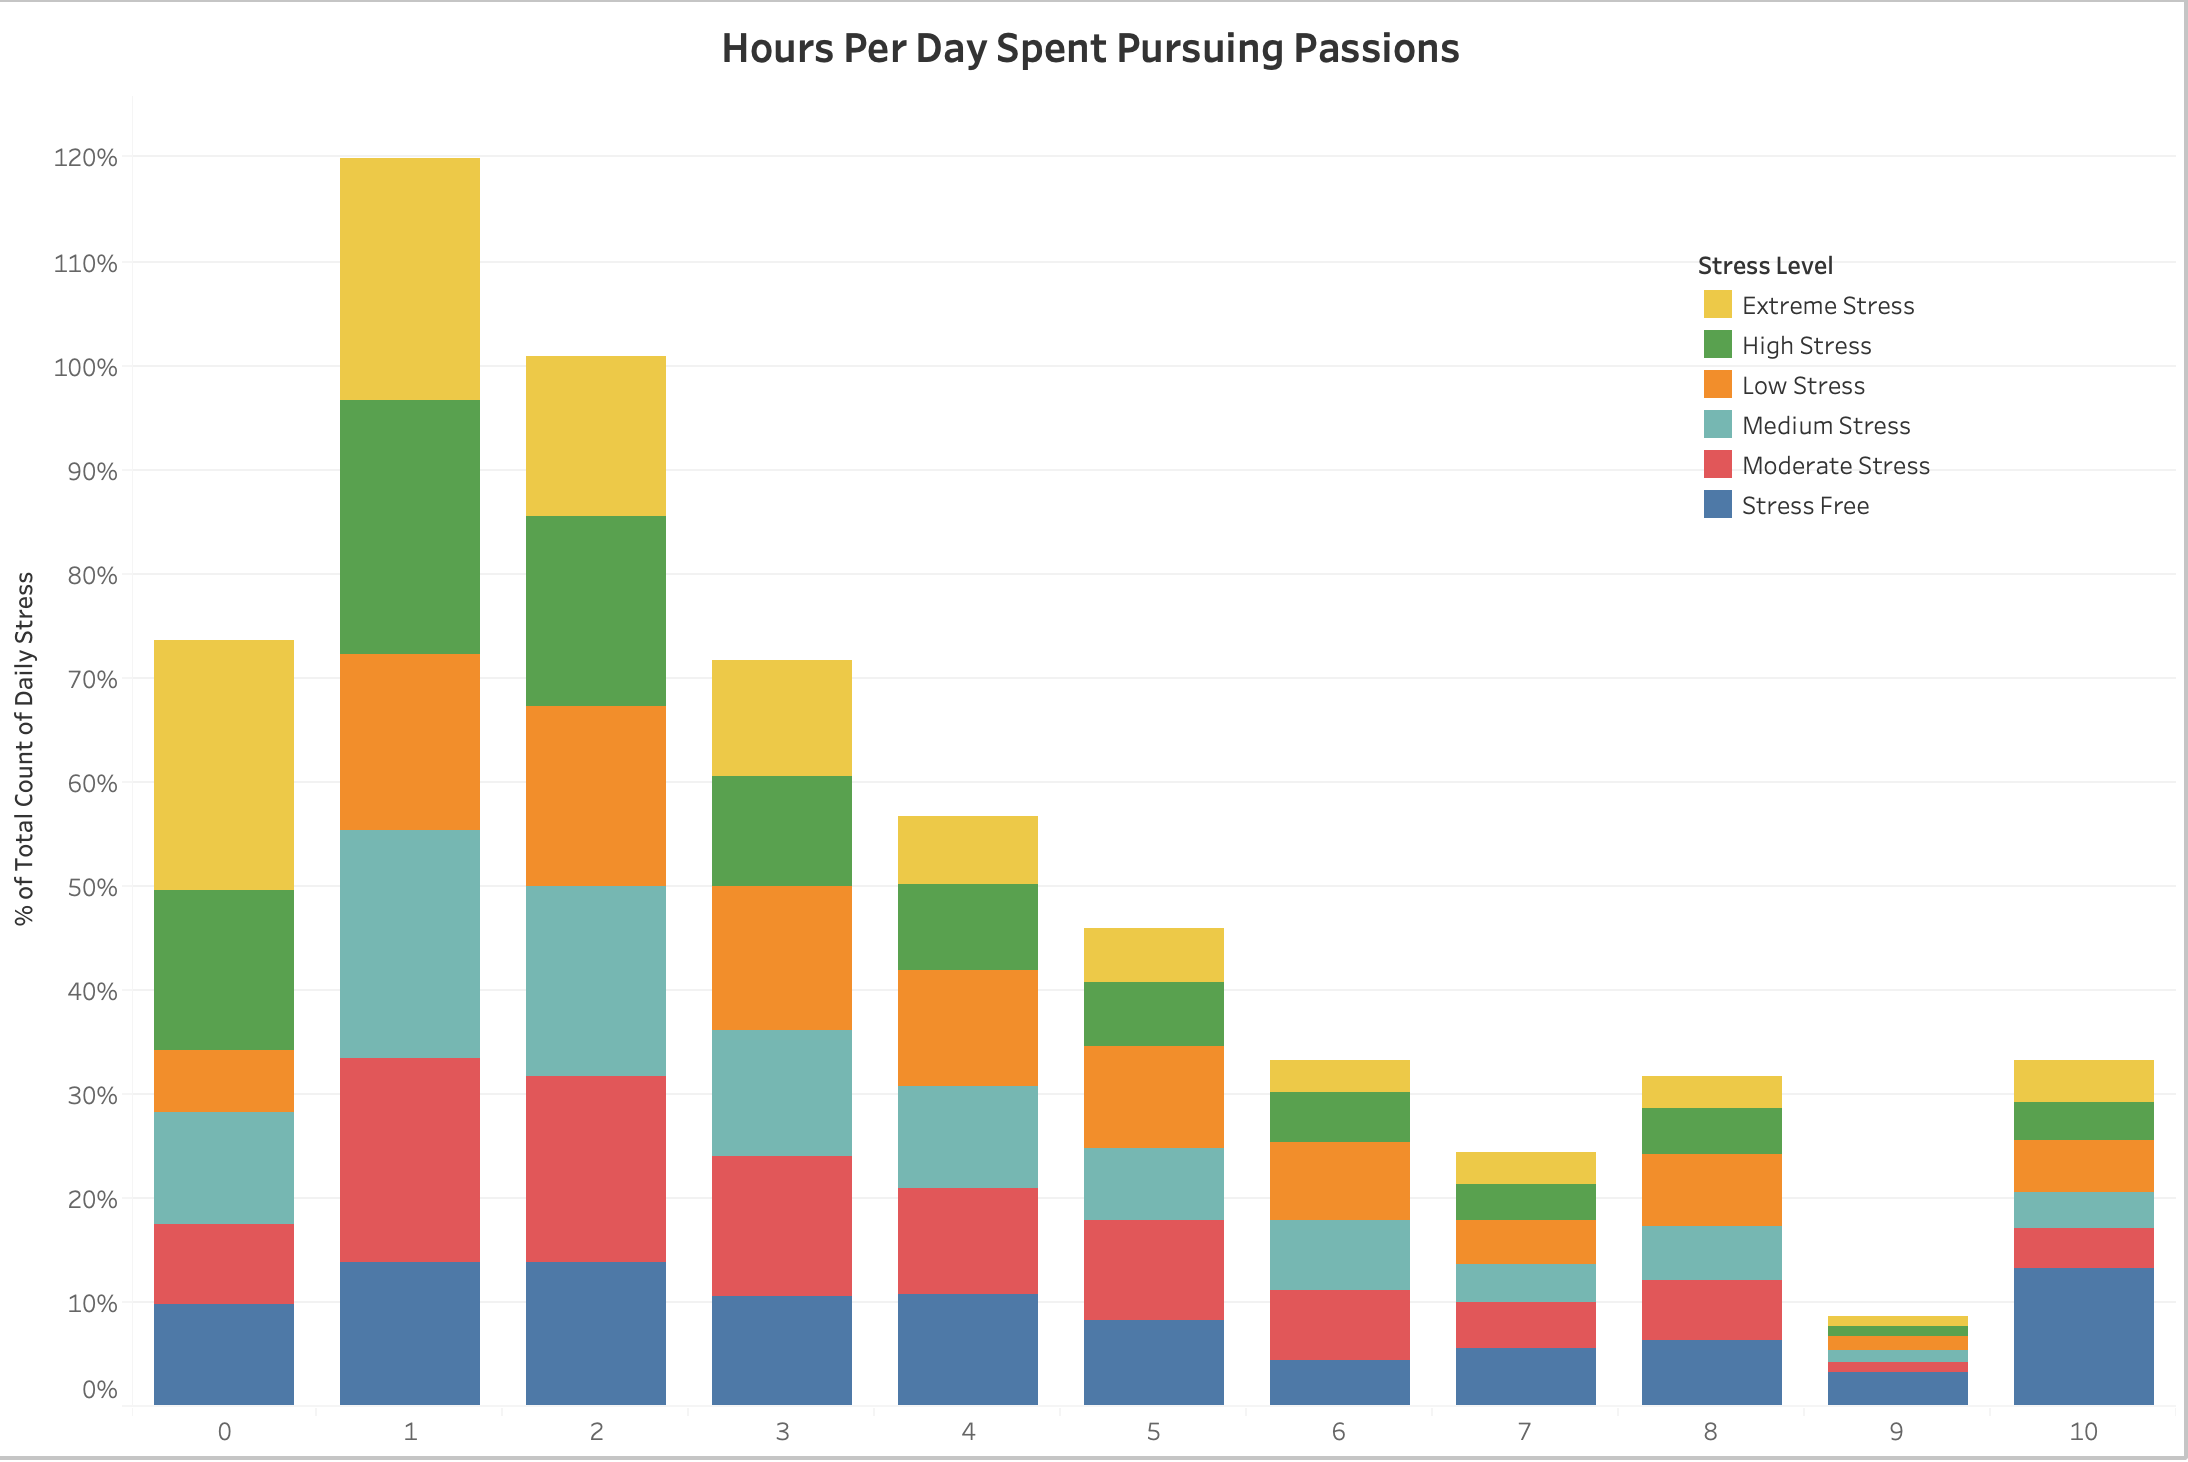 Hours Per Day Spent Pursuing Passions
% of Total Count of Daily Stress
120%
110%
100%
90%
80%
70%
60%
50%
40%
30%
20%
10%
0%
Stress Level
Extreme Stress
High Stress
Low Stress
Medium Stress
Moderate Stress
Stress Free
0 1 2 3 4 5 6 7 8 9 10